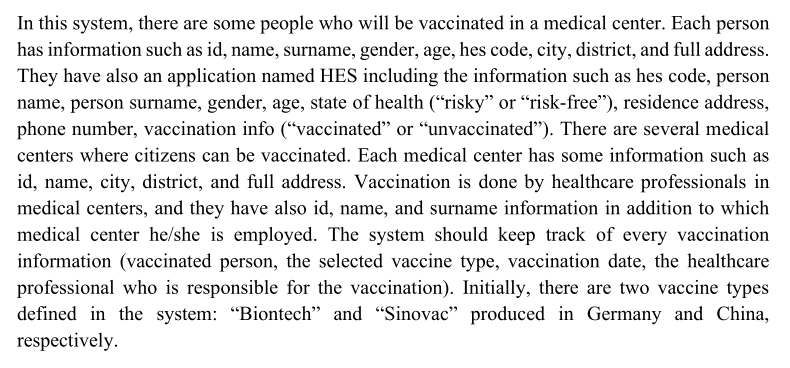 In this system, there are some people who will be vaccinated in a medical center. Each person
has information such as id, name, surname, gender, age, hes code, city, district, and full address.
They have also an application named HES including the information such as hes code, person
name, person surname, gender, age, state of health (“risky” or “risk-free”), residence address,
phone number, vaccination info (“vaccinated” or “unvaccinated”). There are several medical
centers where citizens can be vaccinated. Each medical center has some information such as
id, name, city, district, and full address. Vaccination is done by healthcare professionals in
medical centers, and they have also id, name, and surname information in addition to which
medical center he/she is employed. The system should keep track of every vaccination
information (vaccinated person, the selected vaccine type, vaccination date, the healthcare
professional who is responsible for the vaccination). Initially, there are two vaccine types
defined in the system: “Biontech” and “Sinovac” produced in Germany and China,
respectively.